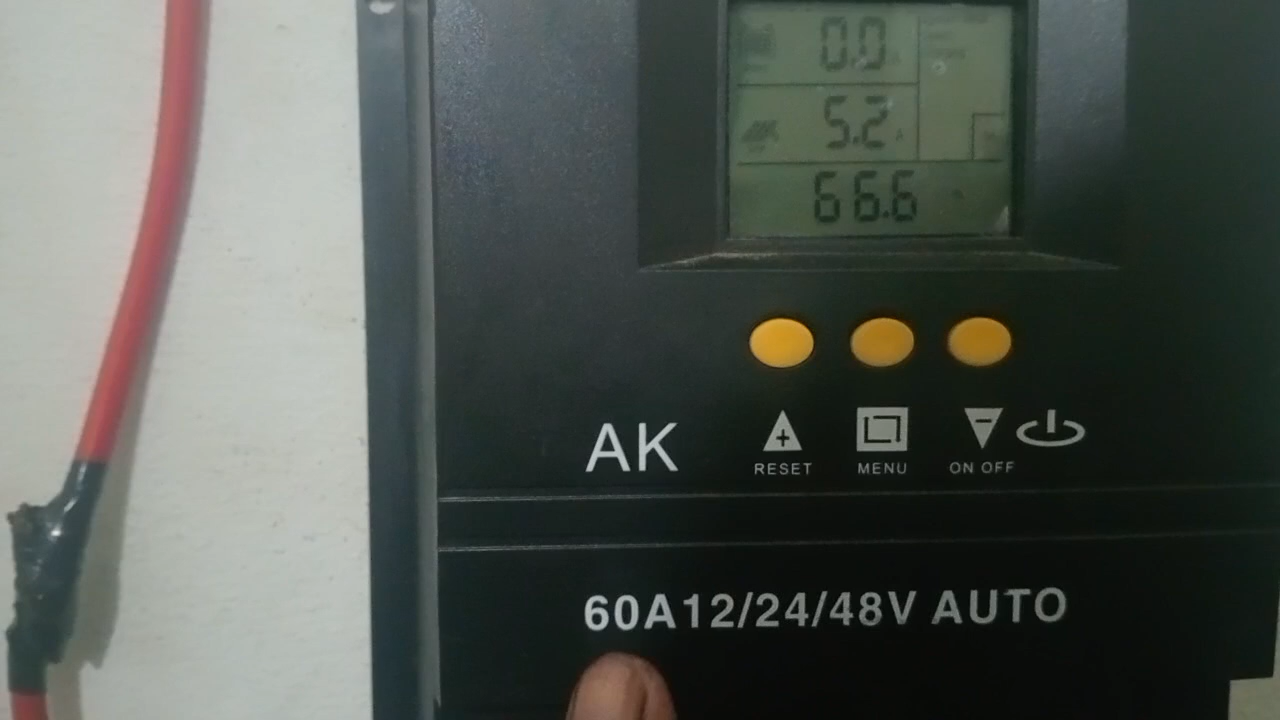 0.0
5.2 A
66.6
AK
RESET MENU ON OFF
60A12/24/48V AUTO